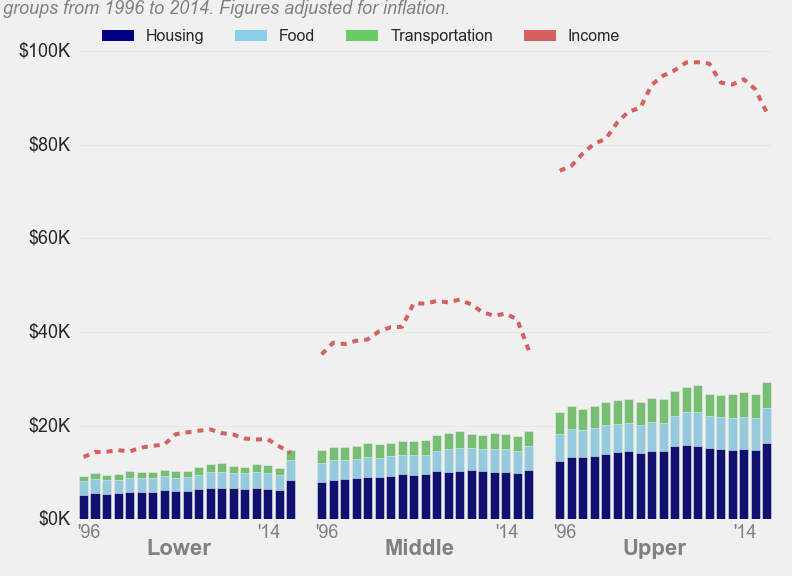 groups from 1996 to 2014. Figures adjusted for inflation.
Housing Food Transportation Income
$100K
$80K
$60K
$40K
$20K
$0K
'96 '14 '96 '14 '96 '14
Lower Middle Upper